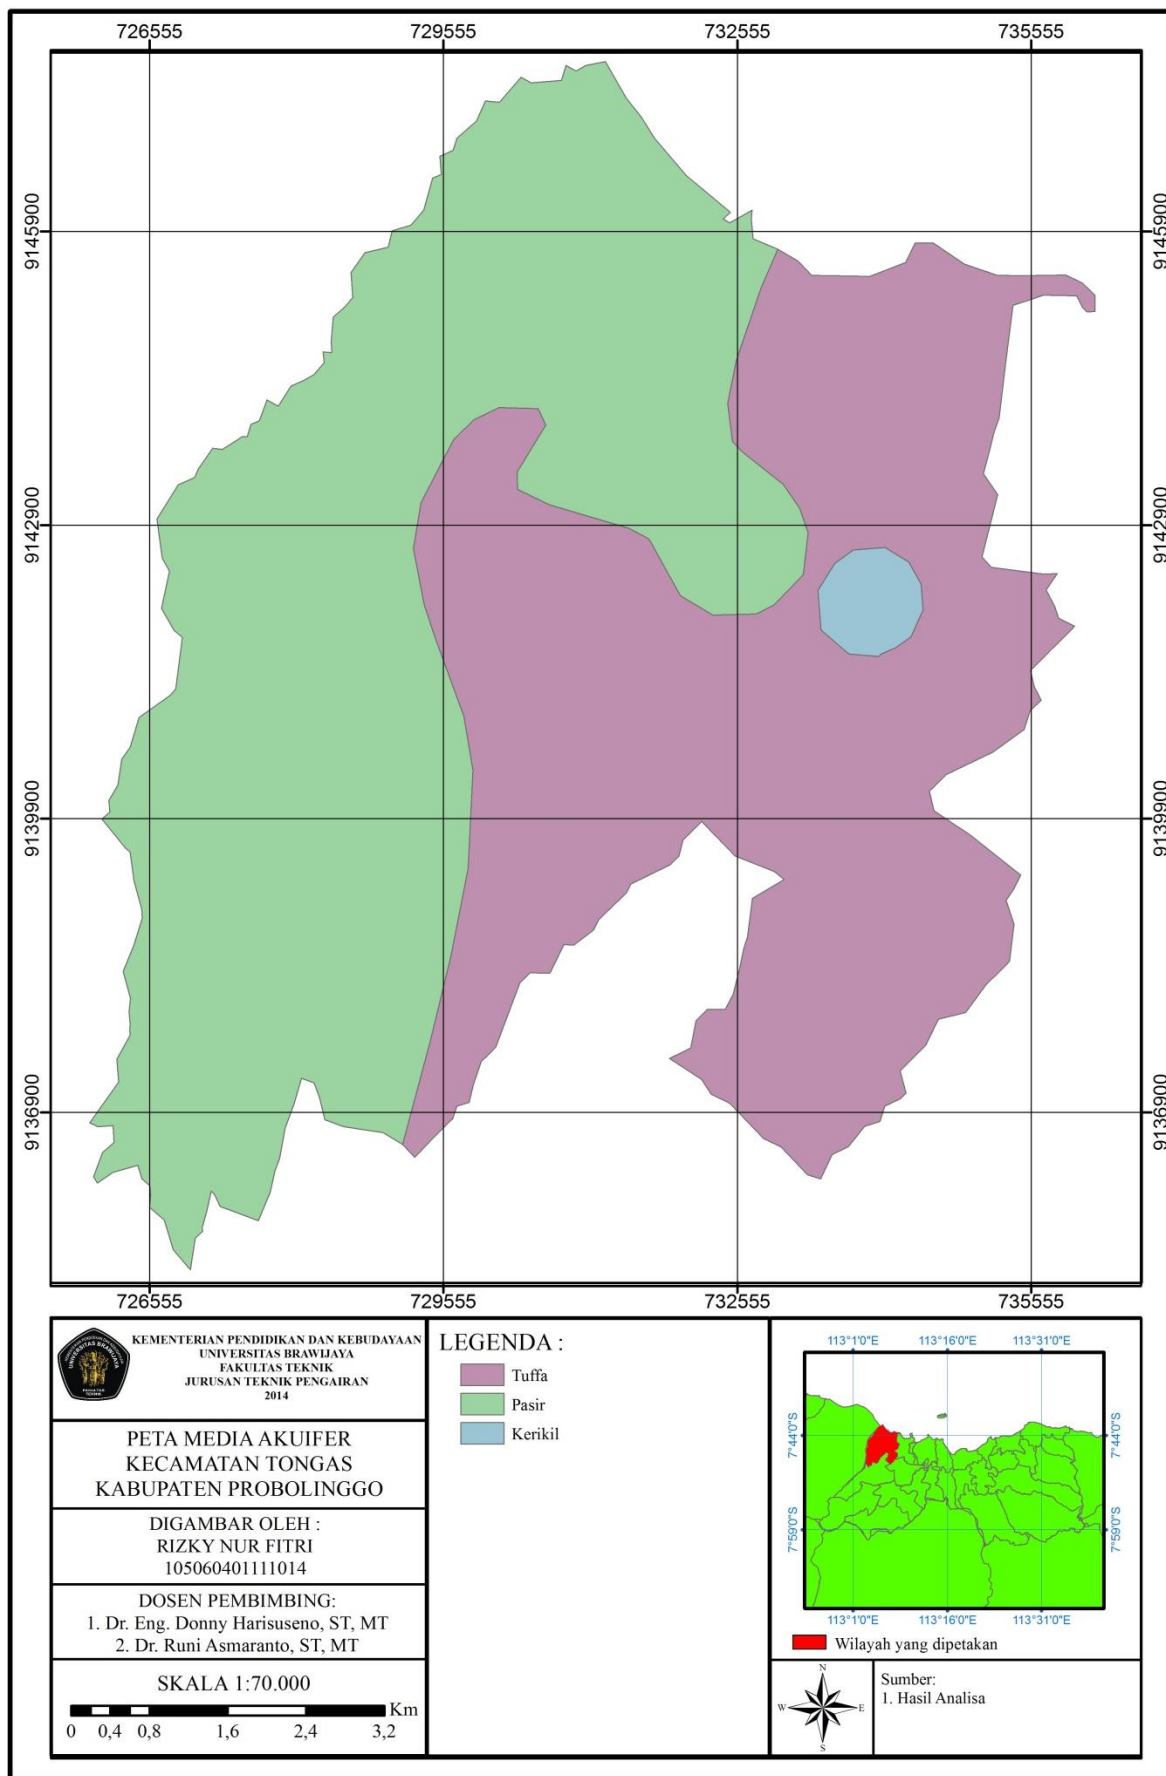 726555 729555 732555 735555
9145900 9145900
9142900 9142900
9139900 9139900
9136900 9136900
726555 729555 732555 735555
KEMENTERIAN PENDIDIKAN DAN KEBUDAYAAN
UNIVERSITAS BRAWIJAYA
FAKULTAS TEKNIK
JURUSAN TEKNIK PENGAIRAN
2014
UNIVERSITAS BRAWIJAYA
FAKULTAS
TEKNIK
PETA MEDIA AKUIFER
KECAMATAN TONGAS
KABUPATEN PROBOLINGGO
DIGAMBAR OLEH :
RIZKY NUR FITRI
105060401111014
DOSEN PEMBIMBING:
1. Dr. Eng. Donny Harisuseno, ST, MT
2. Dr. Runi Asmaranto, ST, MT
SKALA 1:70.000
Km
0 0,4 0,8 1,6 2,4 3,2
LEGENDA :
Tuffa
Pasir
Kerikil
113°1'0"E 113°16'0"E 113°31'0"E
7°44'0"S 7°44'0"S
7°59'0"S 7°59'0"S
113°1'0"E 113°16'0"E 113°31'0"E
Wilayah yang dipetakan
N
W E
S
Sumber:
1. Hasil Analisa